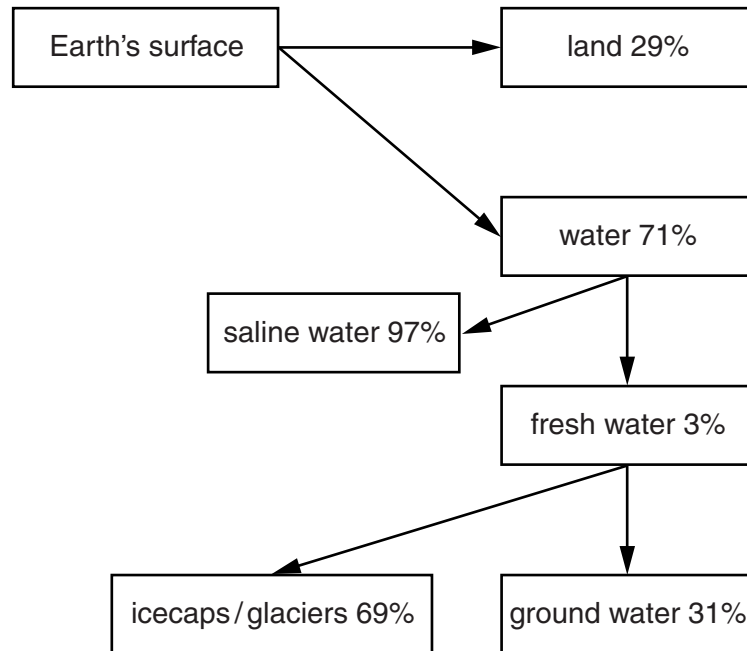 Earth's surface
land 29%
water 71%
saline water 97%
fresh water 3%
icecaps/glaciers 69%
ground water 31%